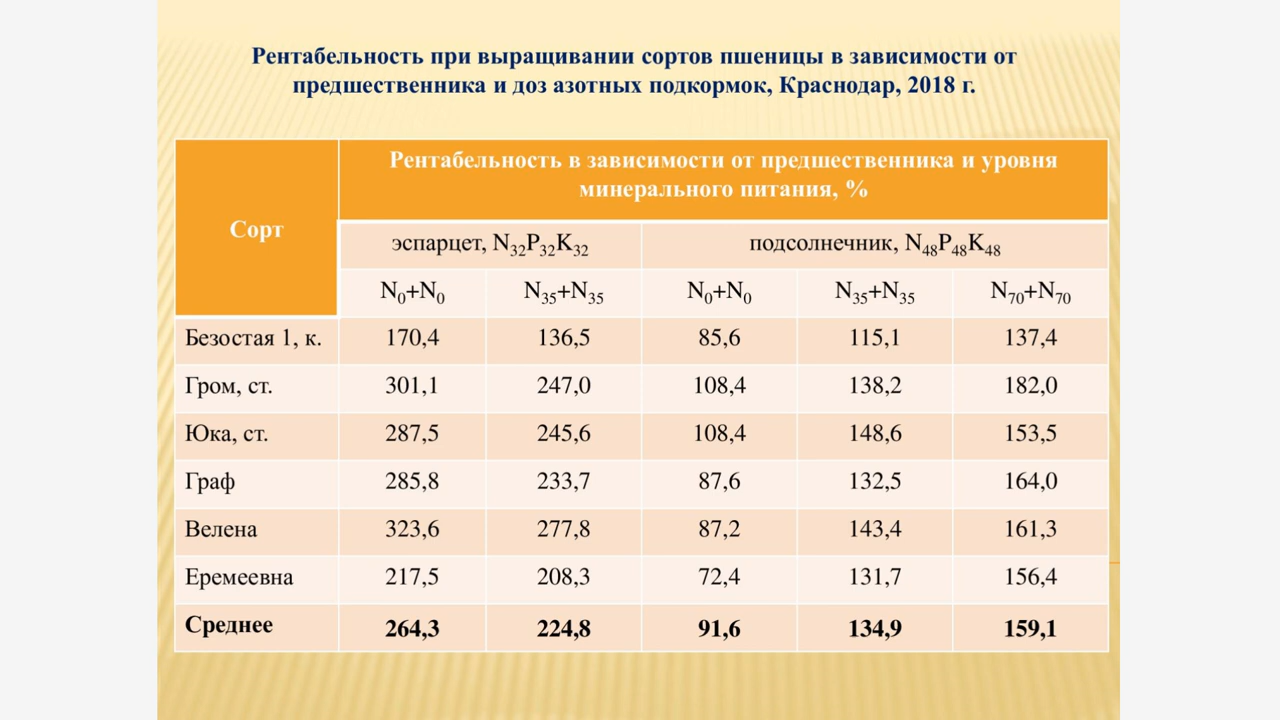 Рентабельность при выращивании сортов пшеницы в зависимости от
предшественника и доз азотных подкормок, Краснодар, 2018 г.
Сорт
Рентабельность в зависимости от предшественника и уровня
минерального питания, %
эспарцет, N₃₂P₃₂K₃₂ подсолнечник, N₄₈P₄₈K₄₈
N₀+N₀ N₃₅+N₃₅ N₀+N₀ N₃₅+N₃₅ N₇₀+N₇₀
Безостая 1, к. 170,4 136,5 85,6 115,1 137,4
Гром, ст. 301,1 247,0 108,4 138,2 182,0
Юка, ст. 287,5 245,6 108,4 148,6 153,5
Граф 285,8 233,7 87,6 132,5 164,0
Велена 323,6 277,8 87,2 143,4 161,3
Еремеевна 217,5 208,3 72,4 131,7 156,4
Среднее 264,3 224,8 91,6 134,9 159,1